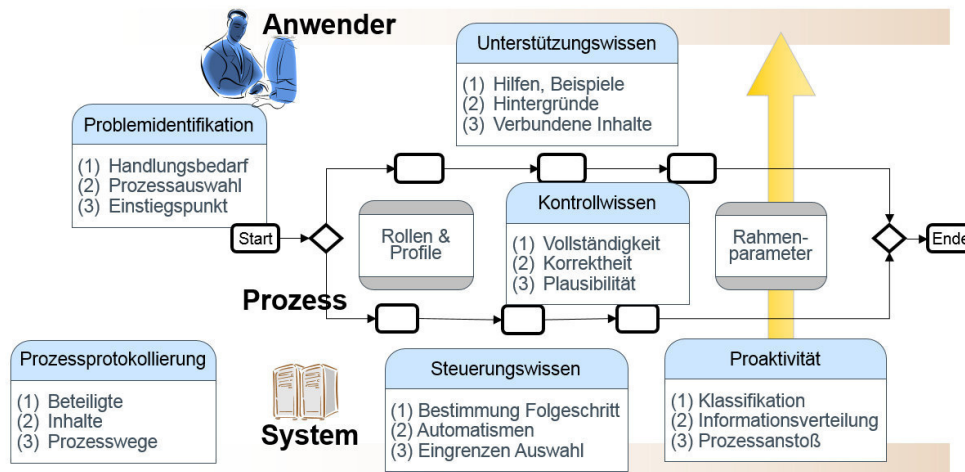 Anwender
Unterstützungswissen
(1) Hilfen, Beispiele
(2) Hintergründe
(3) Verbundene Inhalte
Problemidentifikation
(1) Handlungsbedarf
(2) Prozessauswahl
(3) Einstiegspunkt
Start
Rollen &
Profile
Kontrollwissen
(1) Vollständigkeit
(2) Korrektheit
(3) Plausibilität
Rahmen-
parameter
Ende
Prozess
Prozessprotokollierung
(1) Beteiligte
(2) Inhalte
(3) Prozesswege
System
Steuerungswissen
(1) Bestimmung Folgeschritt
(2) Automatismen
(3) Eingrenzen Auswahl
Proaktivität
(1) Klassifikation
(2) Informationsverteilung
(3) Prozessanstoß